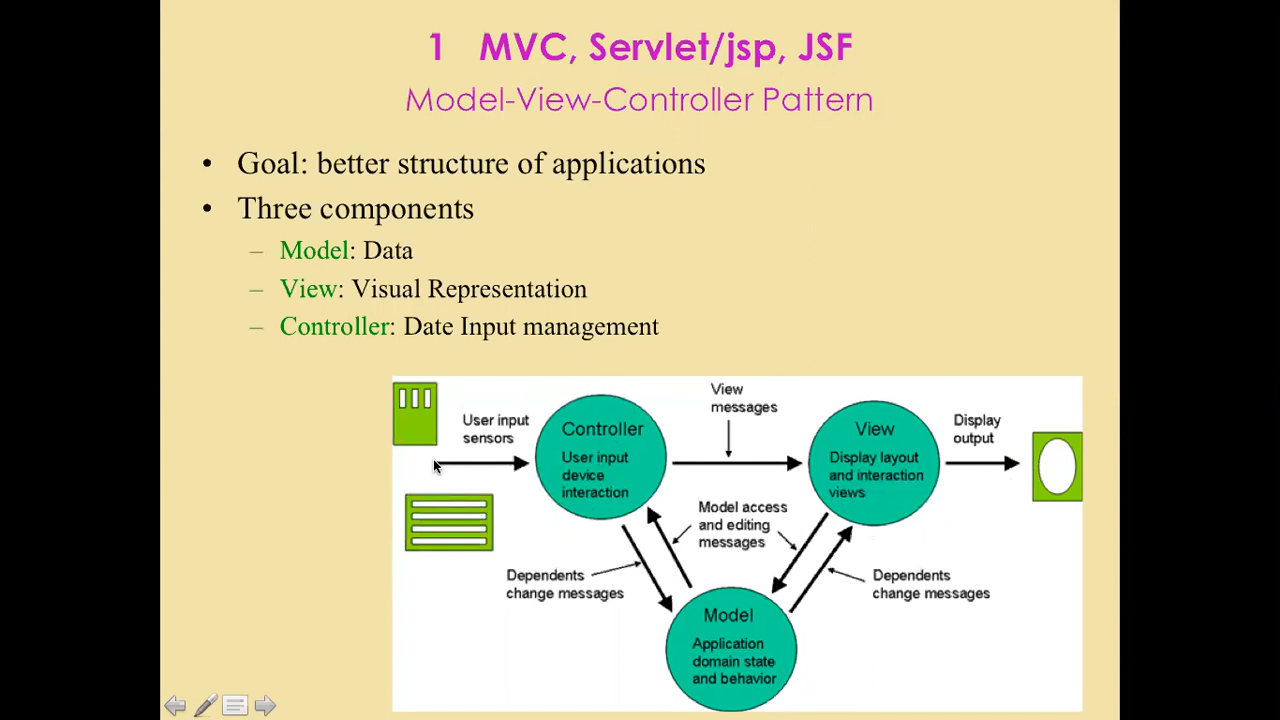 1 MVC, Servlet/jsp, JSF
Model-View-Controller Pattern
• Goal: better structure of applications
• Three components
– Model: Data
– View: Visual Representation
– Controller: Date Input management
User input
sensors
Controller
User input
device
interaction
View
messages
View
Display layout
and interaction
views
Display
output
Model access
and editing
messages
Dependents
change messages
Dependents
change messages
Model
Application
domain state
and behavior